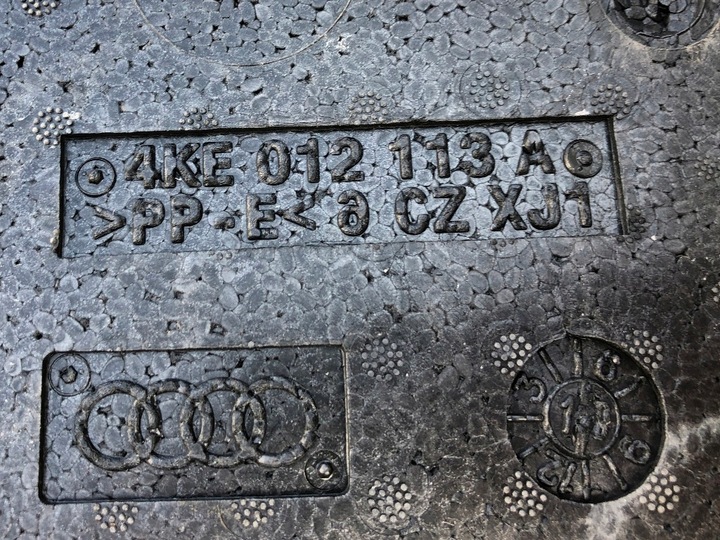 4KE 012 113 A
>PP-E< a CZ XJ1